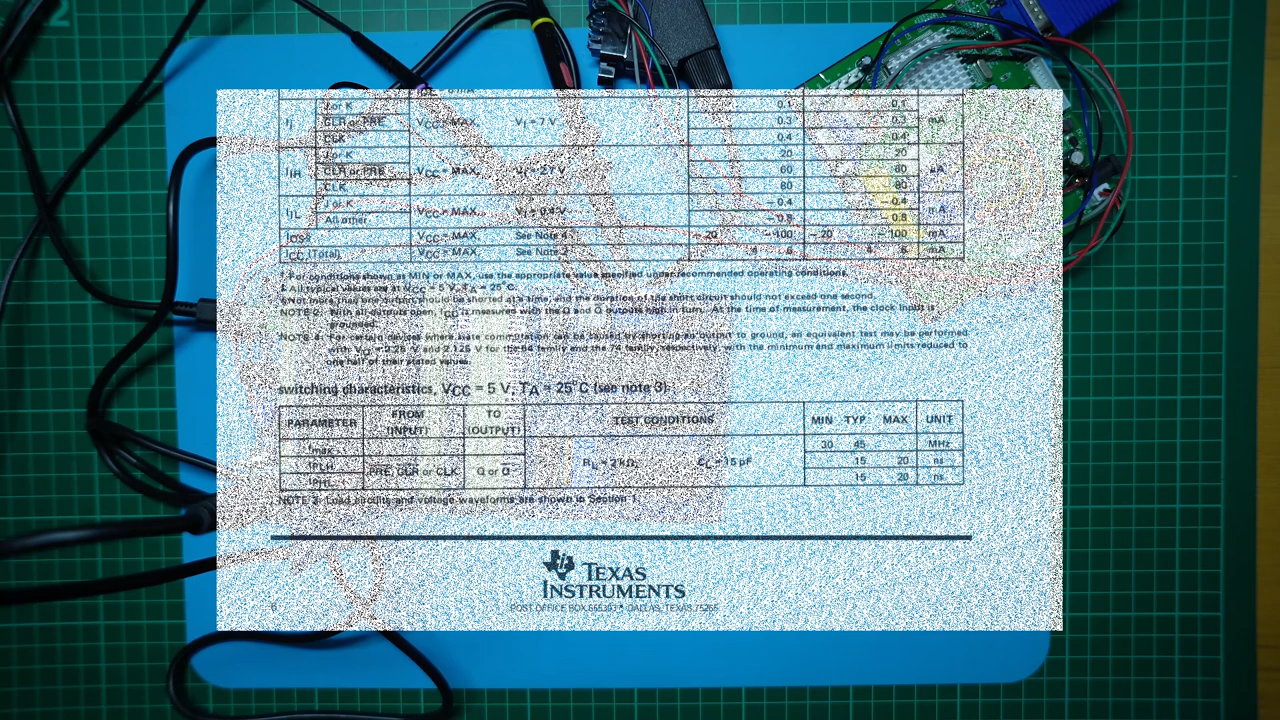 J or K 0.1 0.1
II CLR or PRE VCC = MAX, VI = 7 V 0.3 0.3 mA
CLK 0.4 0.4
J or K 20 20
IIH CLR or PRE VCC = MAX, VI = 2.7 V 60 60 µA
CLK 80 80
J or K − 0.4 − 0.4
IIL VCC = MAX, VI = 0.4 V mA
All other − 0.8 − 0.8
IOS§ VCC = MAX, See Note 4 − 20 − 100 − 20 − 100 mA
ICC (Total) VCC = MAX, See Note 4 6 4 6 mA
† For conditions shown as MIN or MAX, use the appropriate value specified under recommended operating conditions.
‡ All typical values are at VCC = 5 V, TA = 25°C.
§ Not more than one output should be shorted at a time, and the duration of the short circuit should not exceed one second.
NOTE 2: With all outputs open, ICC is measured with the Q and Q̅ outputs high in turn. At the time of measurement, the clock input is
grounded.
NOTE 4: For certain devices where state commutation can be caused by shorting an output to ground, an equivalent test may be performed
with VO = 2.25 V and 2.125 V for the 54 family and the 74 family, respectively, with the minimum and maximum limits reduced to
one half of their stated values.
switching characteristics, VCC = 5 V, TA = 25°C (see note 3)
PARAMETER FROM (INPUT) TO (OUTPUT) TEST CONDITIONS MIN TYP MAX UNIT
fmax 30 45 MHz
tPLH PRE, CLR or CLK Q or Q̅ RL = 2 kΩ, CL = 15 pF 15 20 ns
tPHL 15 20 ns
NOTE 3: Load circuits and voltage waveforms are shown in Section 1.
TEXAS
INSTRUMENTS
POST OFFICE BOX 655303 • DALLAS, TEXAS 75265
6